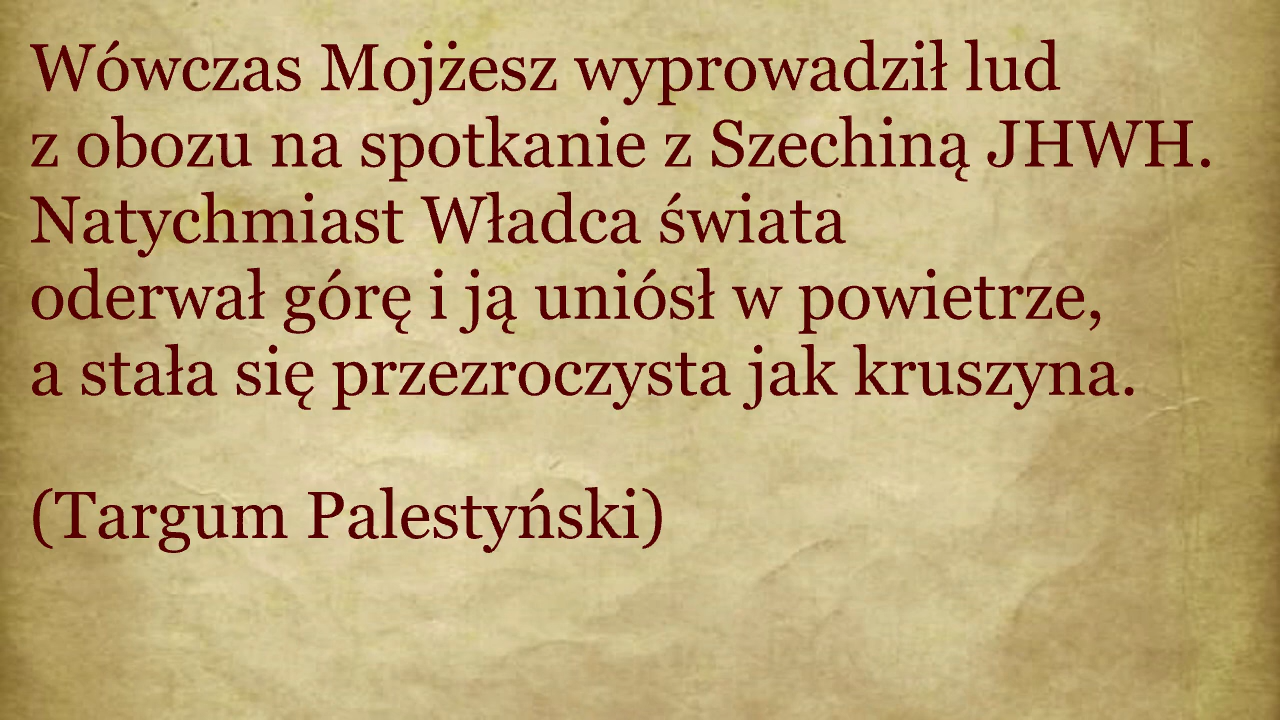 Wówczas Mojżesz wyprowadził lud
z obozu na spotkanie z Szechiną JHWH.
Natychmiast Władca świata
oderwał górę i ją uniósł w powietrze,
a stała się przezroczysta jak kruszyna.
(Targum Palestyński)